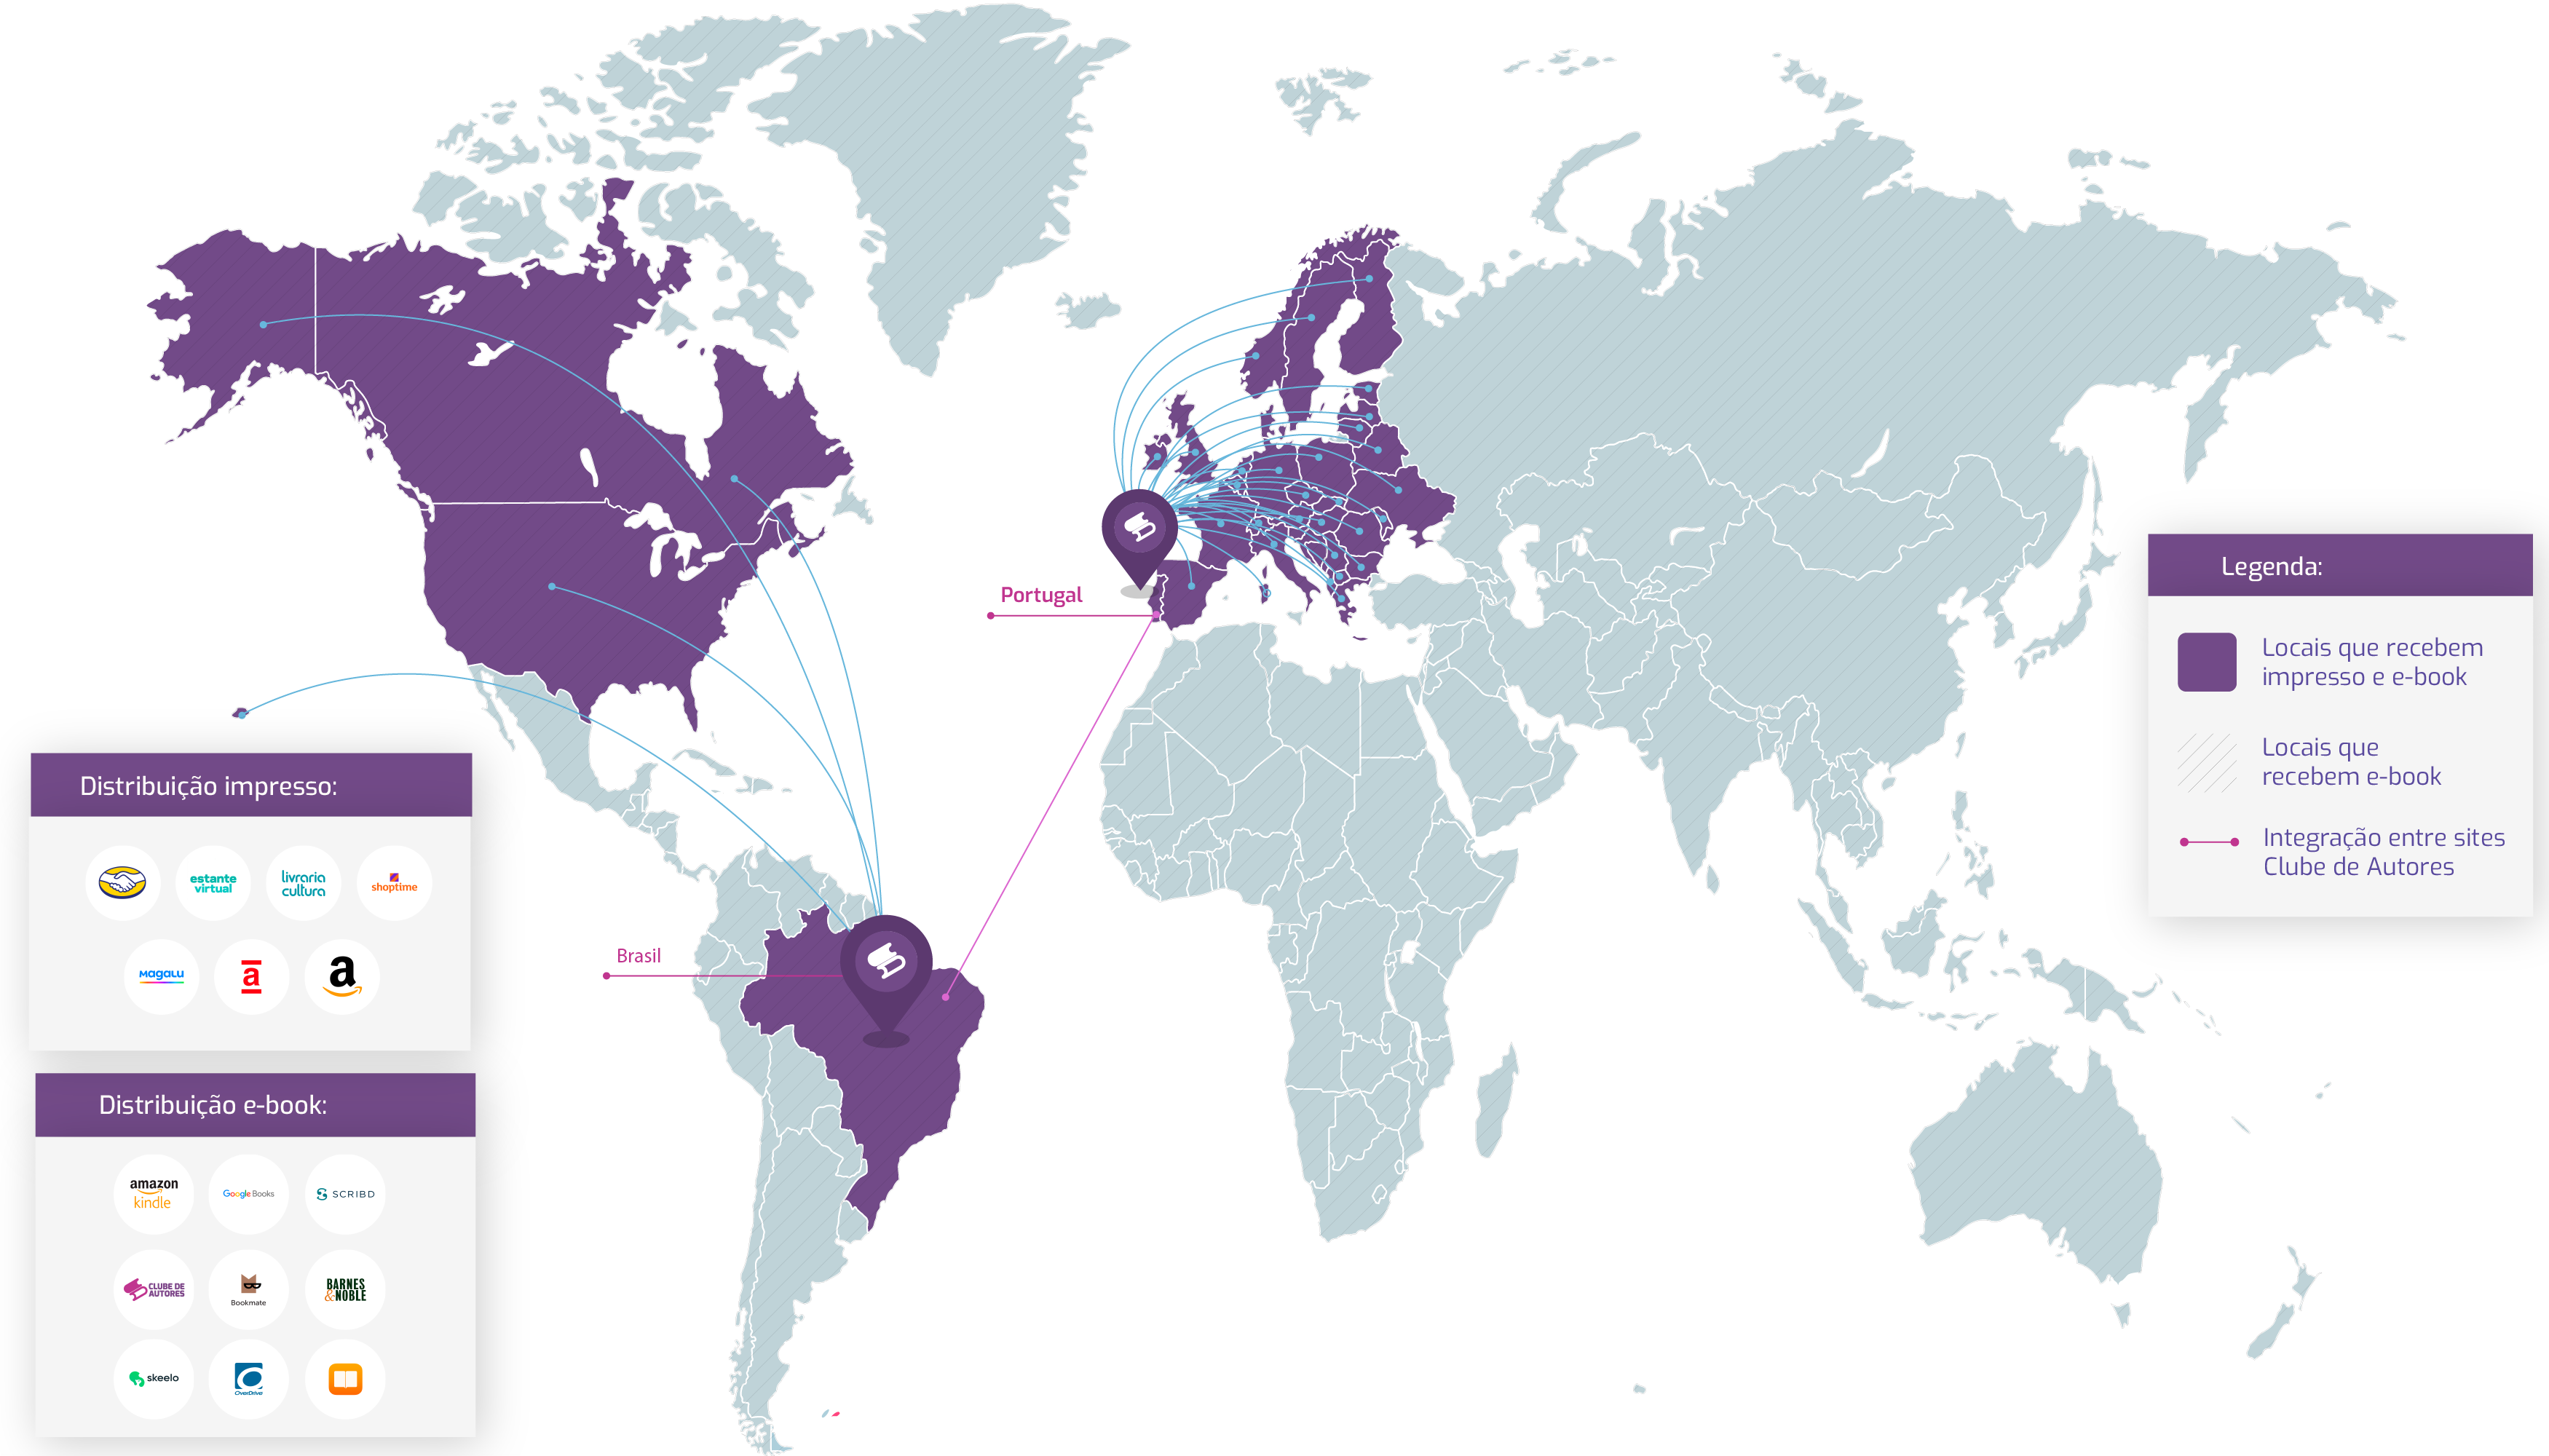 Portugal
Legenda:
Locais que recebem
impresso e e-book
Locais que
recebem e-book
Integração entre sites
Clube de Autores
Distribuição impresso:
estante
virtual
livraria
cultura
shoptime
magalu
a
a
Brasil
Distribuição e-book:
amazon
kindle
Google Books
SCRIBD
CLUBE DE
AUTORES
Bookmate
BARNES
&NOBLE
skeelo
OverDrive